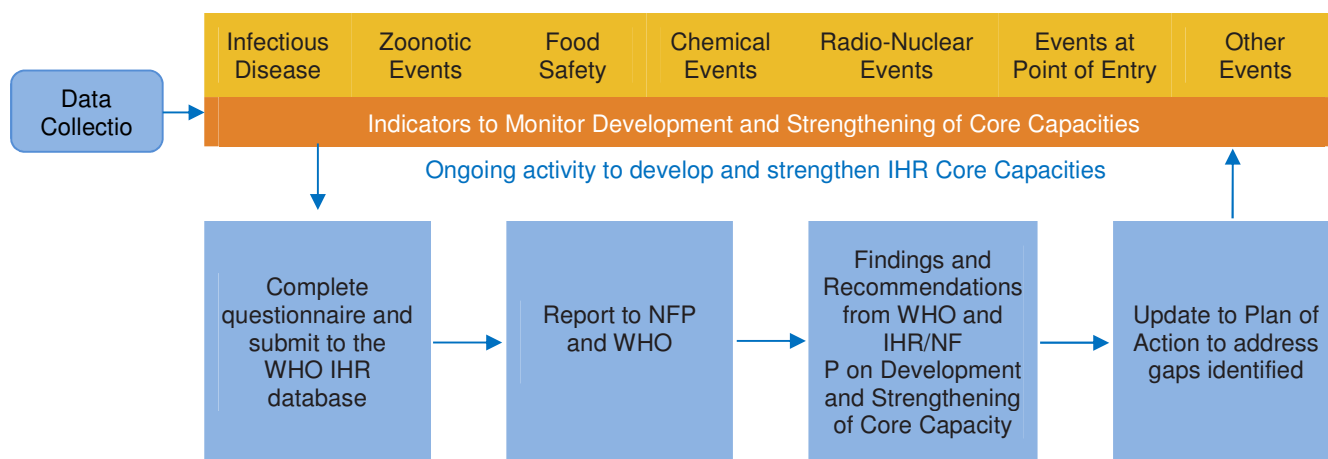 Infectious
Disease
Zoonotic
Events
Food
Safety
Chemical
Events
Radio-Nuclear
Events
Events at
Point of Entry
Other
Events
Data
Collectio
Indicators to Monitor Development and Strengthening of Core Capacities
Ongoing activity to develop and strengthen IHR Core Capacities
Complete
questionnaire and
submit to the
WHO IHR
database
Report to NFP
and WHO
Findings and
Recommendations
from WHO and
IHR/NF
P on Development
and Strengthening
of Core Capacity
Update to Plan of
Action to address
gaps identified